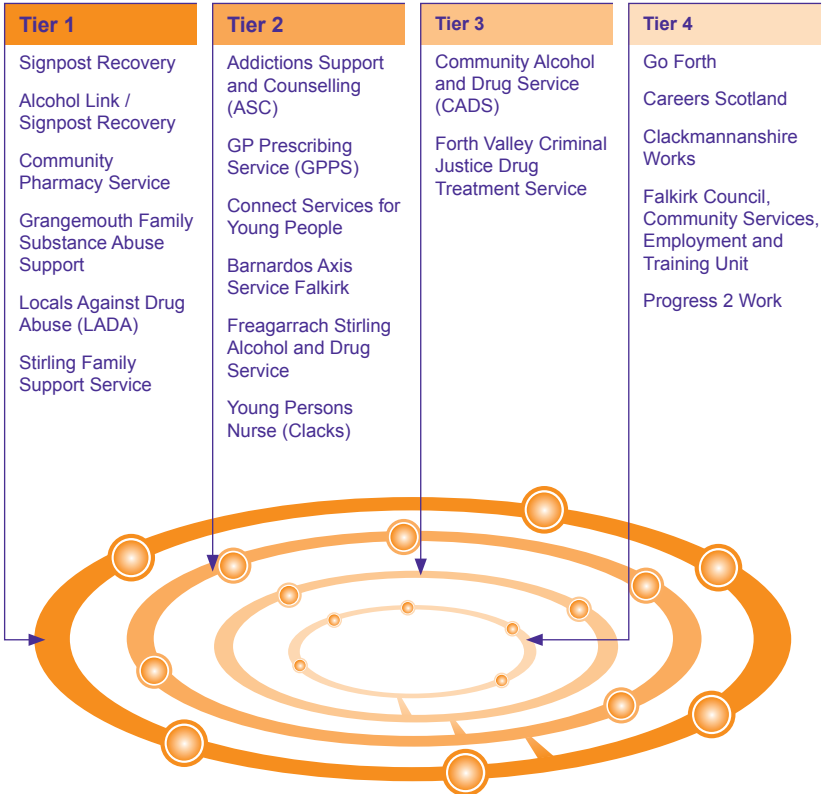 Tier 1
Signpost Recovery
Alcohol Link /
Signpost Recovery
Community
Pharmacy Service
Grangemouth Family
Substance Abuse
Support
Locals Against Drug
Abuse (LADA)
Stirling Family
Support Service
Tier 2
Addictions Support
and Counselling
(ASC)
GP Prescribing
Service (GPPS)
Connect Services for
Young People
Barnardos Axis
Service Falkirk
Freagarrach Stirling
Alcohol and Drug
Service
Young Persons
Nurse (Clacks)
Tier 3
Community Alcohol
and Drug Service
(CADS)
Forth Valley Criminal
Justice Drug
Treatment Service
Tier 4
Go Forth
Careers Scotland
Clackmannanshire
Works
Falkirk Council,
Community Services,
Employment and
Training Unit
Progress 2 Work